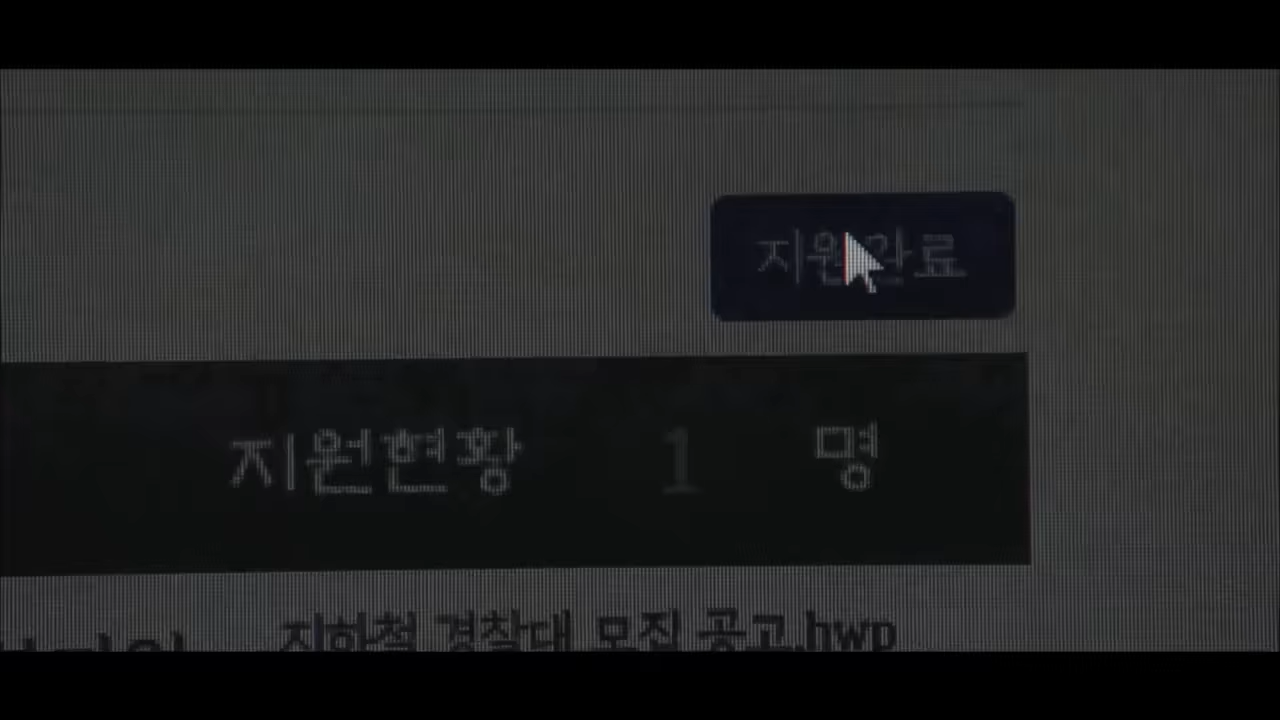 지원완료
지원현황 1 명
지하철 경찰대 모집 공고.hwp